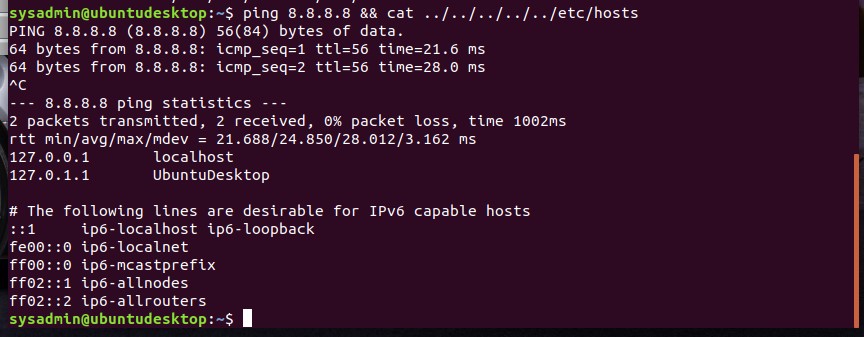 sysadmin@ubuntudesktop:~$ ping 8.8.8.8 && cat ../../../../../etc/hosts
PING 8.8.8.8 (8.8.8.8) 56(84) bytes of data.
64 bytes from 8.8.8.8: icmp_seq=1 ttl=56 time=21.6 ms
64 bytes from 8.8.8.8: icmp_seq=2 ttl=56 time=28.0 ms
^C
--- 8.8.8.8 ping statistics ---
2 packets transmitted, 2 received, 0% packet loss, time 1002ms
rtt min/avg/max/mdev = 21.688/24.850/28.012/3.162 ms
127.0.0.1       localhost
127.0.1.1       UbuntuDesktop

# The following lines are desirable for IPv6 capable hosts
::1     ip6-localhost ip6-loopback
fe00::0 ip6-localnet
ff00::0 ip6-mcastprefix
ff02::1 ip6-allnodes
ff02::2 ip6-allrouters
sysadmin@ubuntudesktop:~$